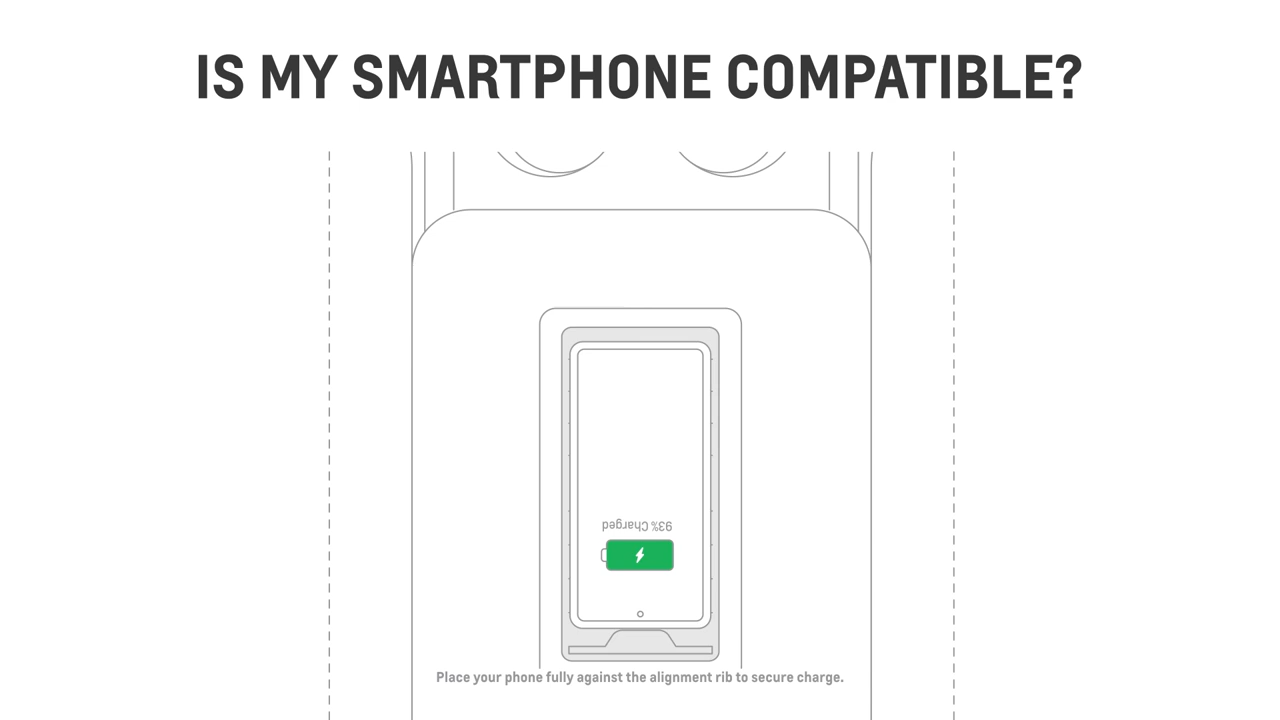 IS MY SMARTPHONE COMPATIBLE?
93% Charged
Place your phone fully against the alignment rib to secure charge.